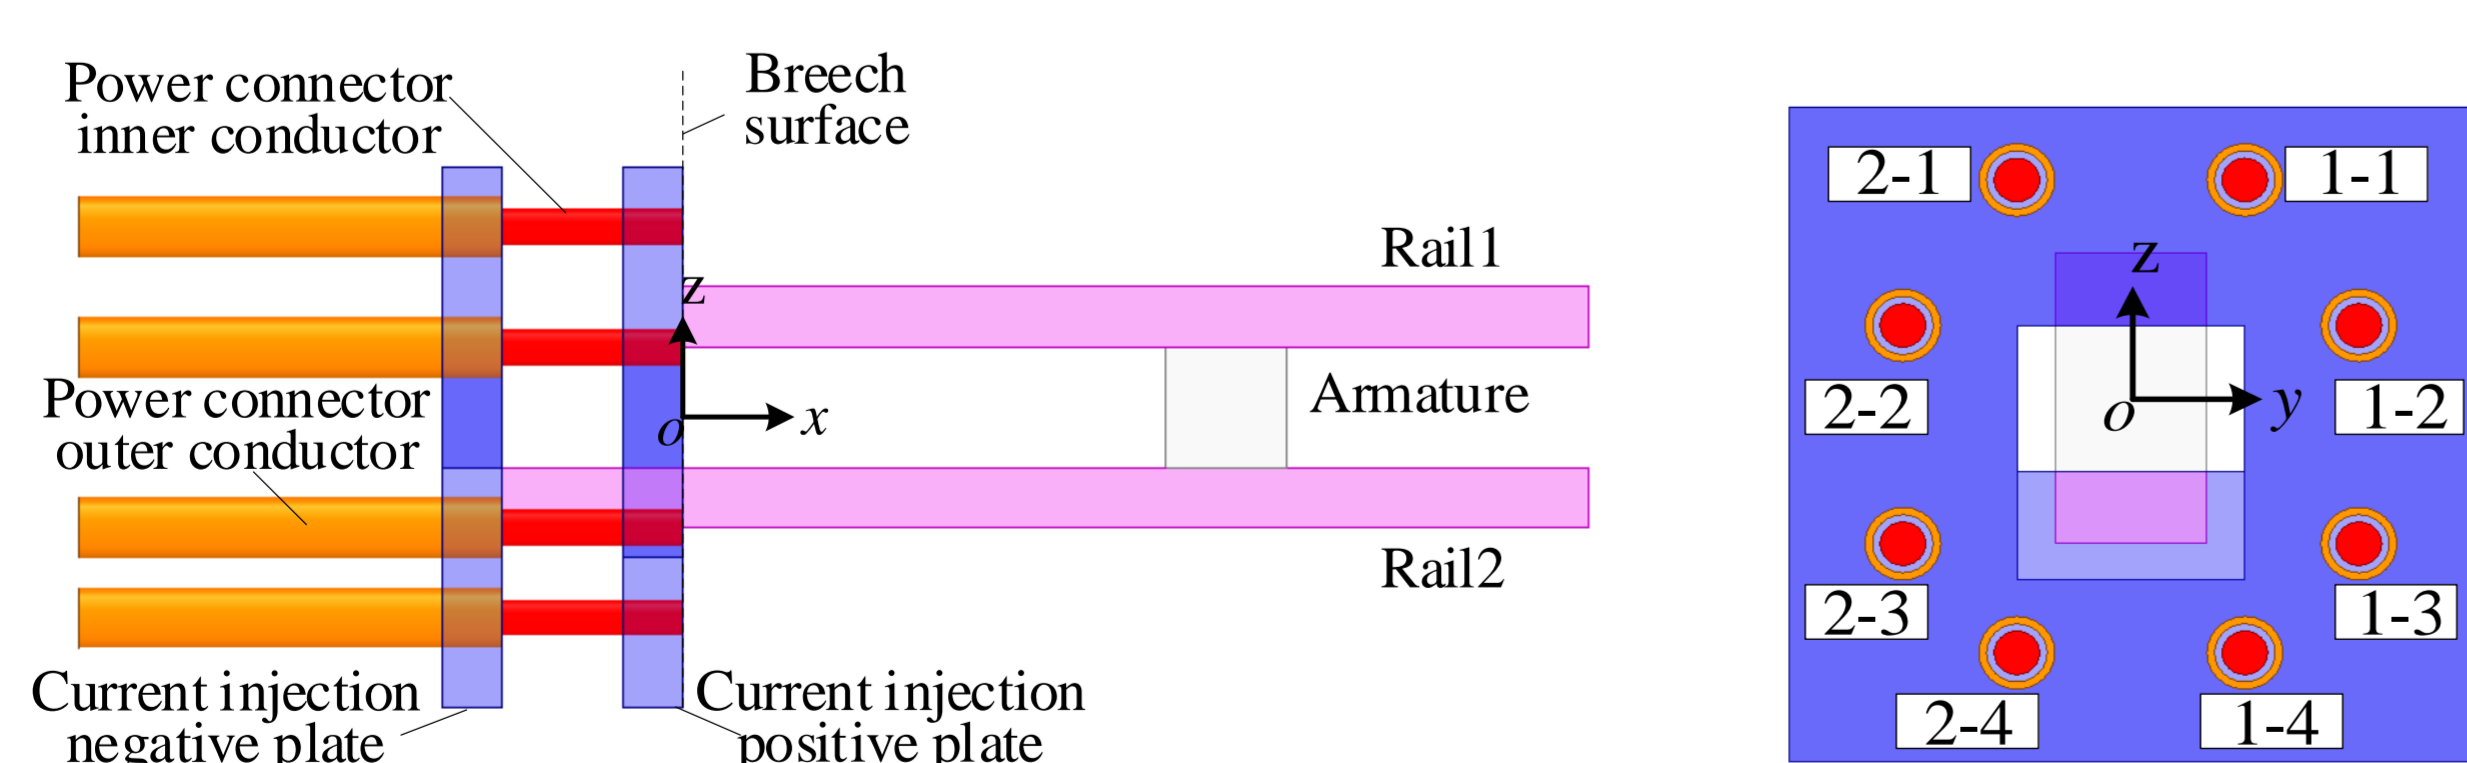 Power connector
inner conductor
Breech
surface
Rail1
z
Armature
o
x
Power connector
outer conductor
Rail2
Current injection
negative plate
Current injection
positive plate
2-1
1-1
z
2-2
o
y
1-2
2-3
1-3
2-4
1-4